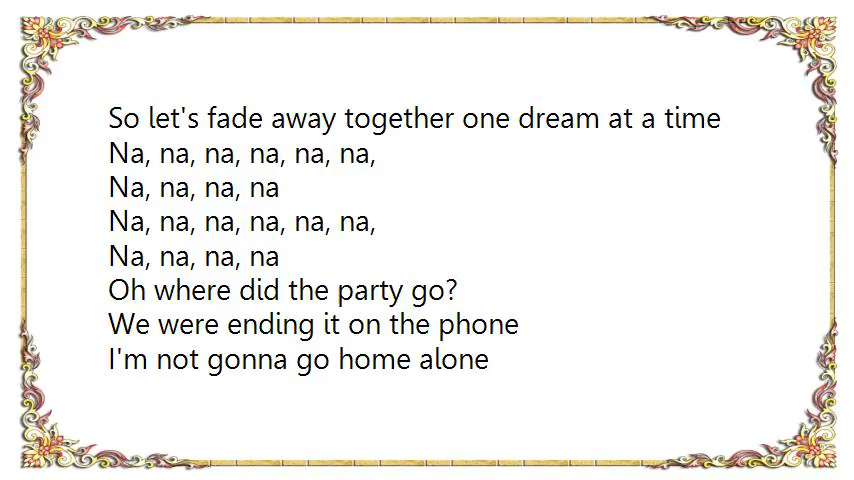 So let's fade away together one dream at a time
Na, na, na, na, na, na,
Na, na, na, na
Na, na, na, na, na, na,
Na, na, na, na
Oh where did the party go?
We were ending it on the phone
I'm not gonna go home alone